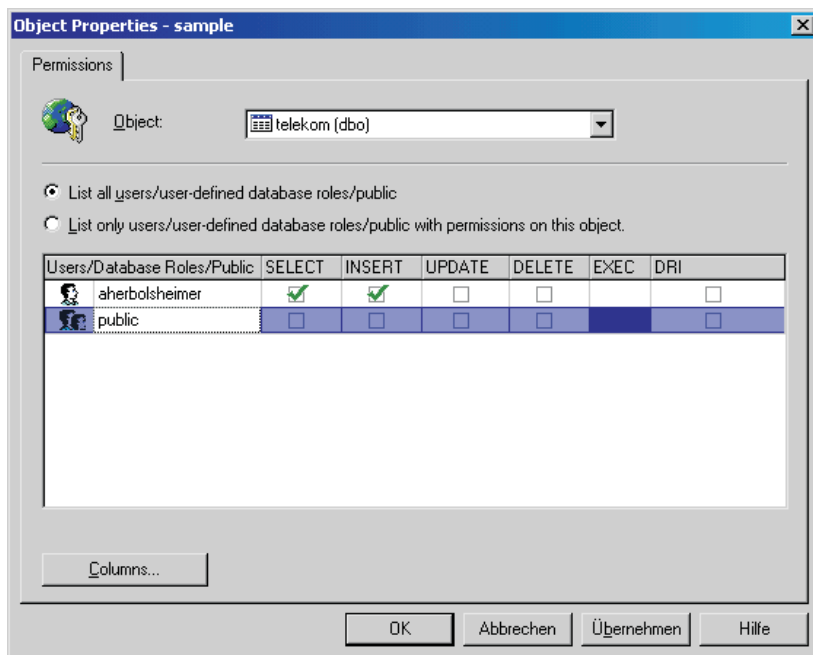 Object Properties - sample
Permissions
Object: telekom (dbo)
List all users/user-defined database roles/public
List only users/user-defined database roles/public with permissions on this object.
Users/Database Roles/Public SELECT INSERT UPDATE DELETE EXEC DRI
aherbolsheimer
public
Columns...
OK Abbrechen Übernehmen Hilfe